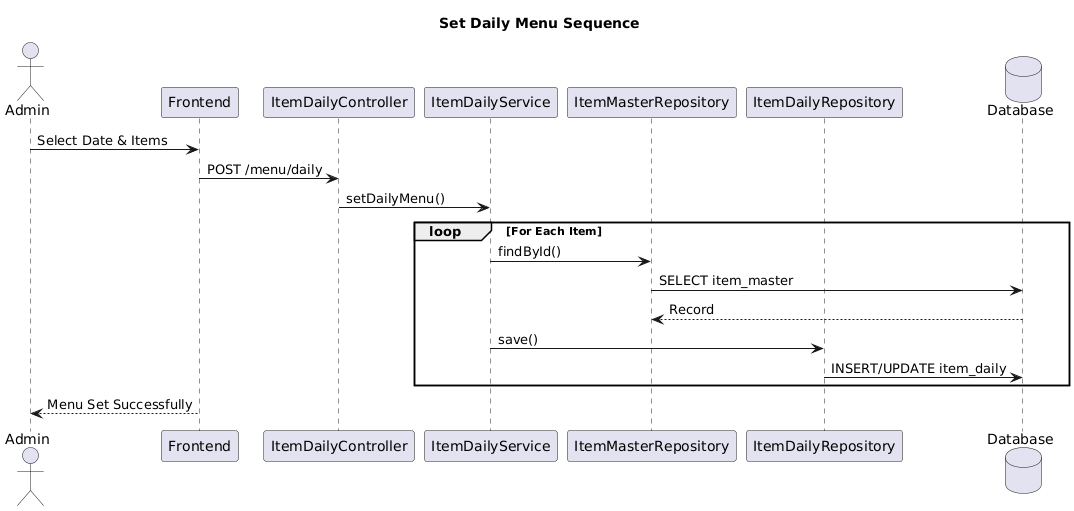 Set Daily Menu Sequence
Admin
Frontend
ItemDailyController
ItemDailyService
ItemMasterRepository
ItemDailyRepository
Database
Select Date & Items
POST /menu/daily
setDailyMenu()
loop [For Each Item]
findById()
SELECT item_master
Record
save()
INSERT/UPDATE item_daily
Menu Set Successfully
Admin
Frontend
ItemDailyController
ItemDailyService
ItemMasterRepository
ItemDailyRepository
Database